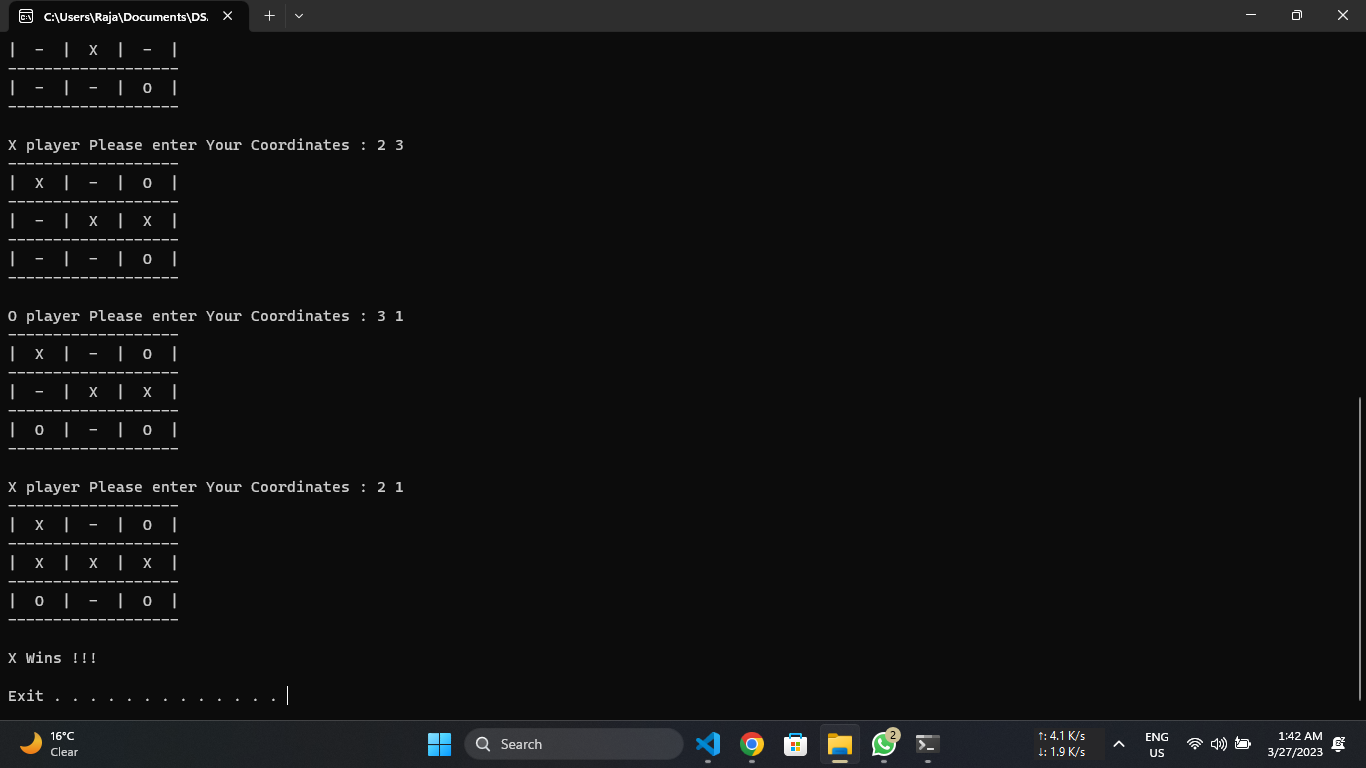 C:\Users\Raja\Documents\DS.
|  -  |  X  |  -  |
-------------------
|  -  |  -  |  O  |
-------------------
X player Please enter Your Coordinates : 2 3
-------------------
|  X  |  -  |  O  |
-------------------
|  -  |  X  |  X  |
-------------------
|  -  |  -  |  O  |
-------------------
O player Please enter Your Coordinates : 3 1
-------------------
|  X  |  -  |  O  |
-------------------
|  -  |  X  |  X  |
-------------------
|  O  |  -  |  O  |
-------------------
X player Please enter Your Coordinates : 2 1
-------------------
|  X  |  -  |  O  |
-------------------
|  X  |  X  |  X  |
-------------------
|  O  |  -  |  O  |
-------------------
X Wins !!!
Exit . . . . . . . . . . . . .
16°C
Clear
Search
2
↑: 4.1 K/s
↓: 1.9 K/s
ENG
US
1:42 AM
3/27/2023